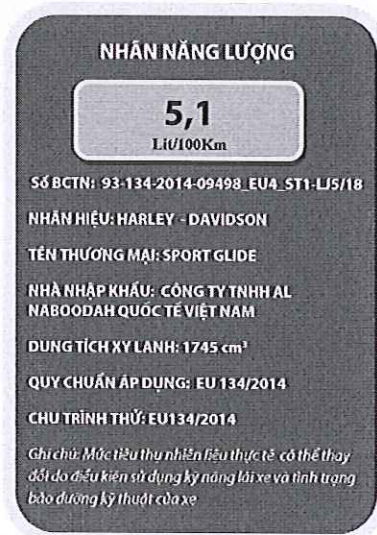 NHÃN NĂNG LƯỢNG
5,1
Lít/100Km
Số BCTN: 93-134-2014-09498_EU4_ST1-LJ5/18
NHÃN HIỆU: HARLEY - DAVIDSON
TÊN THƯƠNG MẠI: SPORT GLIDE
NHÀ NHẬP KHẨU: CÔNG TY TNHH AL
NABOODAH QUỐC TẾ VIỆT NAM
DUNG TÍCH XY LANH: 1745 cm³
QUY CHUẨN ÁP DỤNG: EU 134/2014
CHU TRÌNH THỬ: EU134/2014
Ghi chú: Mức tiêu thụ nhiên liệu thực tế có thể thay
đổi do điều kiện sử dụng kỹ năng lái xe và tình trạng
bảo dưỡng kỹ thuật của xe